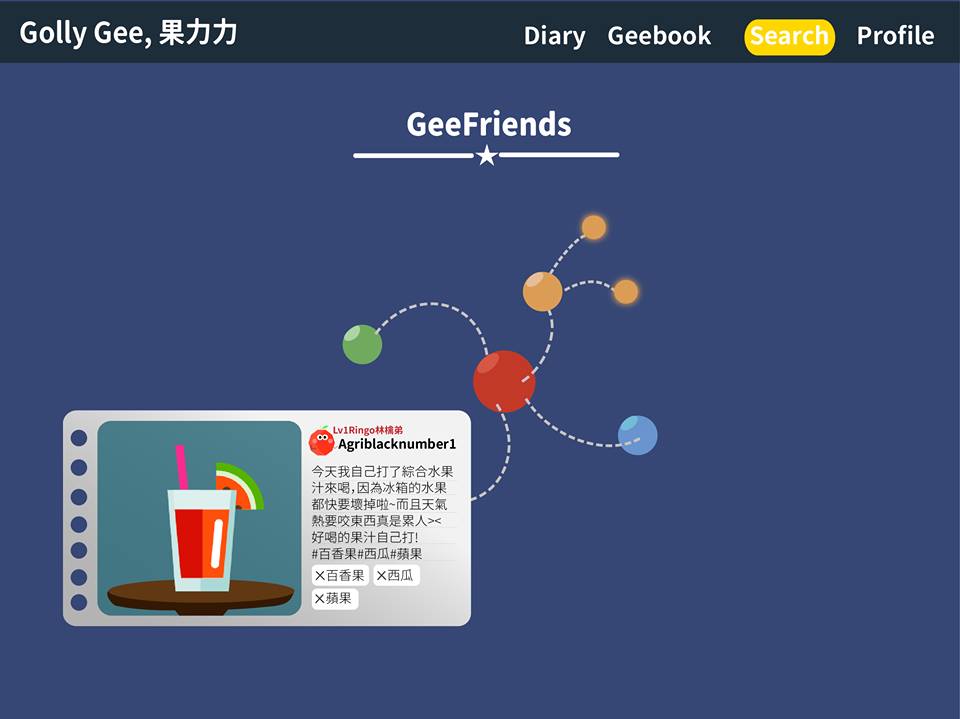 Golly Gee, 果力力
Diary Geebook Search Profile
GeeFriends
Lv1Ringo林檎弟
Agriblacknumber1
今天我自己打了綜合水果
汁來喝,因為冰箱的水果
都快要壞掉啦~而且天氣
熱要咬東西真是累人><
好喝的果汁自己打!
#百香果#西瓜#蘋果
×百香果 ×西瓜
×蘋果